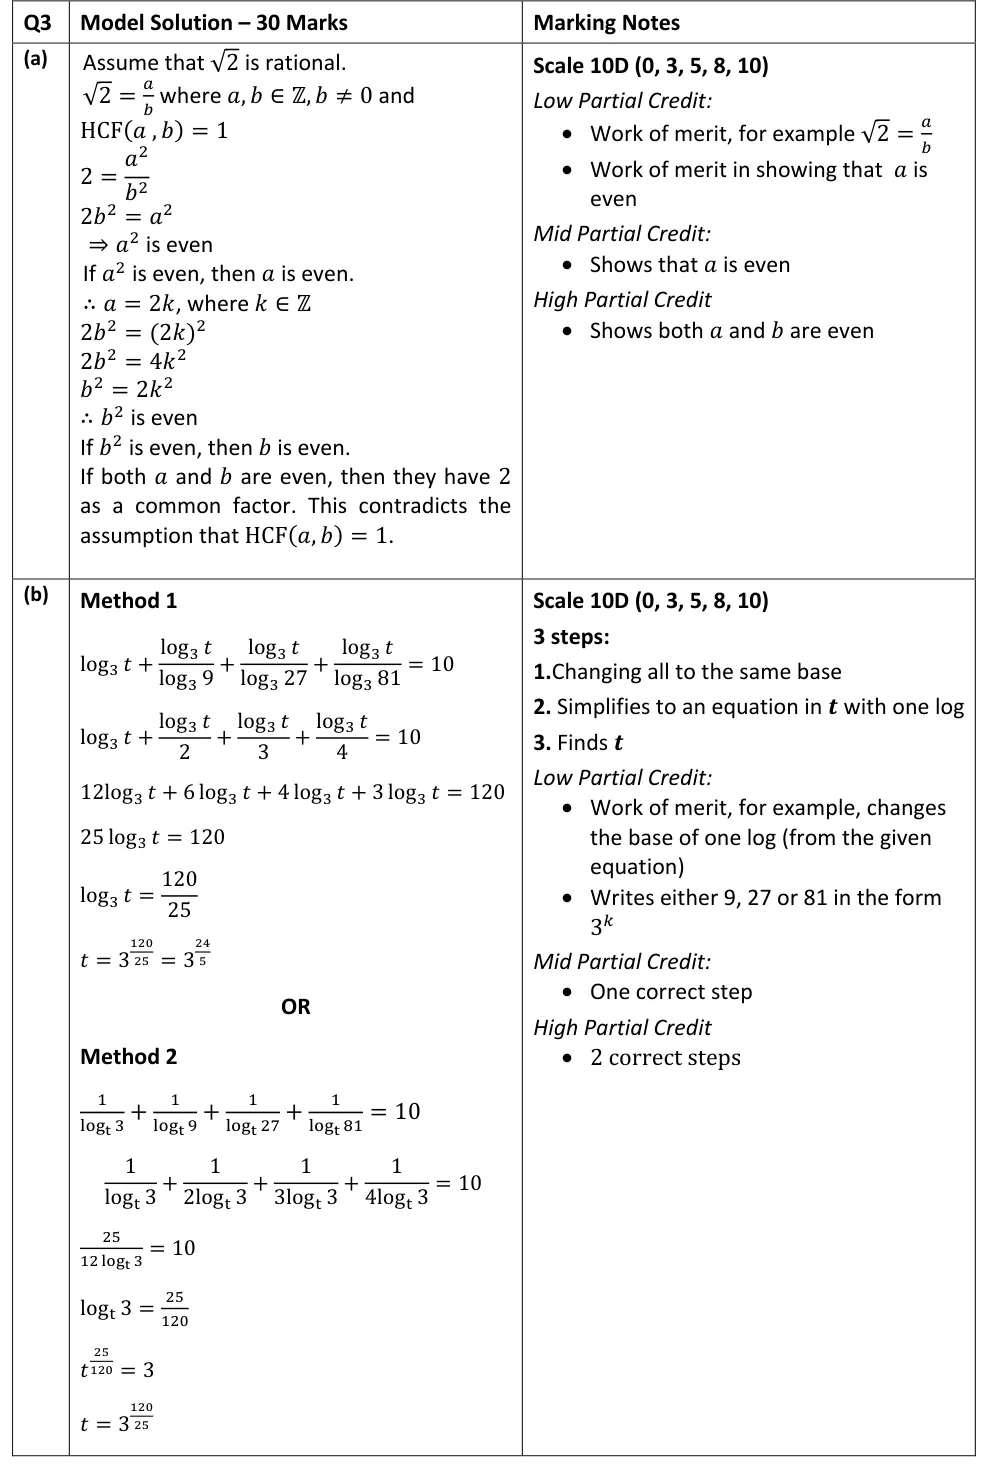 Q3 Model Solution – 30 Marks Marking Notes
(a)
Assume that √2 is rational.
√2 = a/b where a, b ∈ ℤ, b ≠ 0 and
HCF(a , b) = 1
2 = a²/b²
2b² = a²
⇒ a² is even
If a² is even, then a is even.
∴ a = 2k, where k ∈ ℤ
2b² = (2k)²
2b² = 4k²
b² = 2k²
∴ b² is even
If b² is even, then b is even.
If both a and b are even, then they have 2
as a common factor. This contradicts the
assumption that HCF(a, b) = 1.
Scale 10D (0, 3, 5, 8, 10)
Low Partial Credit:
• Work of merit, for example √2 = a/b
• Work of merit in showing that a is
even
Mid Partial Credit:
• Shows that a is even
High Partial Credit
• Shows both a and b are even
(b)
Method 1
log₃ t + log₃ t/log₃ 9 + log₃ t/log₃ 27 + log₃ t/log₃ 81 = 10
log₃ t + log₃ t/2 + log₃ t/3 + log₃ t/4 = 10
12log₃ t + 6 log₃ t + 4 log₃ t + 3 log₃ t = 120
25 log₃ t = 120
log₃ t = 120/25
t = 3^(120/25) = 3^(24/5)
OR
Method 2
1/logₜ 3 + 1/logₜ 9 + 1/logₜ 27 + 1/logₜ 81 = 10
1/logₜ 3 + 1/2logₜ 3 + 1/3logₜ 3 + 1/4logₜ 3 = 10
25/12 logₜ 3 = 10
logₜ 3 = 25/120
t^(25/120) = 3
t = 3^(120/25)
Scale 10D (0, 3, 5, 8, 10)
3 steps:
1.Changing all to the same base
2. Simplifies to an equation in t with one log
3. Finds t
Low Partial Credit:
• Work of merit, for example, changes
the base of one log (from the given
equation)
• Writes either 9, 27 or 81 in the form
3ᵏ
Mid Partial Credit:
• One correct step
High Partial Credit
• 2 correct steps